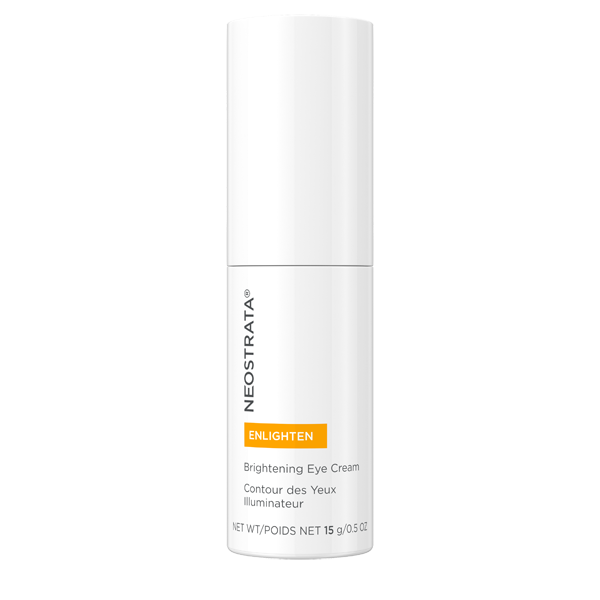 NEOSTRATA®
ENLIGHTEN
Brightening Eye Cream
Contour des Yeux
Illuminateur
NET WT/POIDS NET 15 g/0.5 OZ